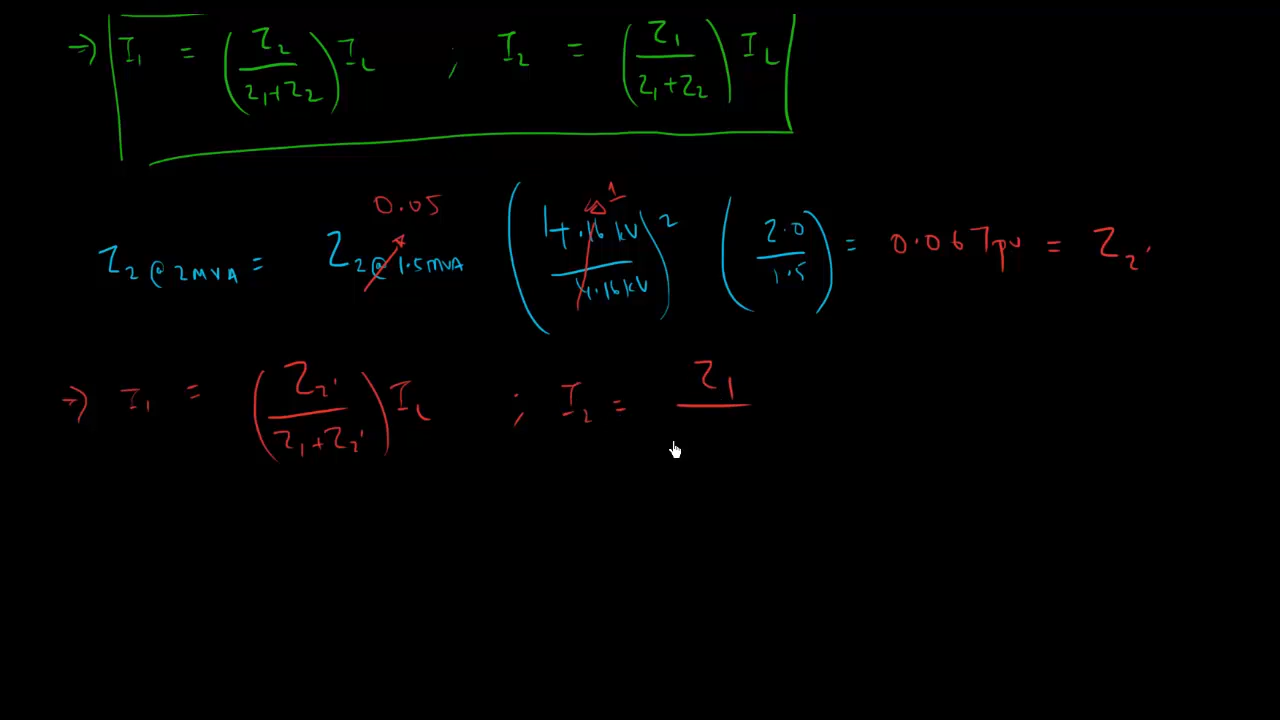 ⇒ I₁ = (Z₂ / (Z₁+Z₂)) I_L ; I₂ = (Z₁ / (Z₁+Z₂)) I_L
0.05 1
Z₂ @ 2MVA = Z₂ @ 1.5MVA (4.16 kV / 4.16 kV)² (2.0 / 1.5) = 0.067 pu = Z₂'
⇒ I₁ = (Z₂' / (Z₁+Z₂')) I_L ; I₂ = Z₁